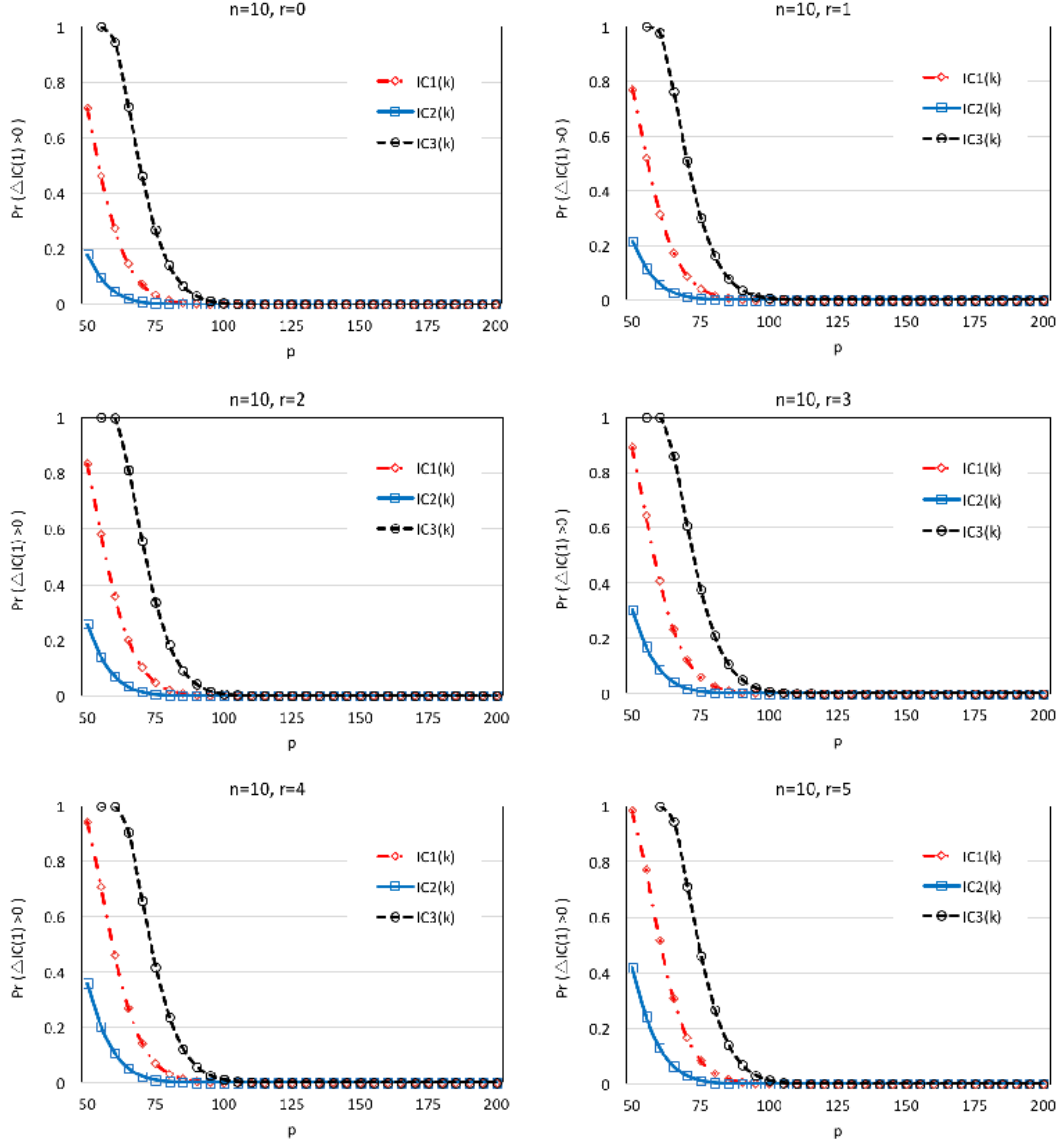 n=10, r=0
Pr ( △IC(1) >0 )
1
0.8
0.6
0.4
0.2
0
50 75 100 125 150 175 200
p
IC1(k)
IC2(k)
IC3(k)
n=10, r=1
Pr ( △IC(1) >0 )
1
0.8
0.6
0.4
0.2
0
50 75 100 125 150 175 200
p
IC1(k)
IC2(k)
IC3(k)
n=10, r=2
Pr ( △IC(1) >0 )
1
0.8
0.6
0.4
0.2
0
50 75 100 125 150 175 200
p
IC1(k)
IC2(k)
IC3(k)
n=10, r=3
Pr ( △IC(1) >0 )
1
0.8
0.6
0.4
0.2
0
50 75 100 125 150 175 200
p
IC1(k)
IC2(k)
IC3(k)
n=10, r=4
Pr ( △IC(1) >0 )
1
0.8
0.6
0.4
0.2
0
50 75 100 125 150 175 200
p
IC1(k)
IC2(k)
IC3(k)
n=10, r=5
Pr ( △IC(1) >0 )
1
0.8
0.6
0.4
0.2
0
50 75 100 125 150 175 200
p
IC1(k)
IC2(k)
IC3(k)